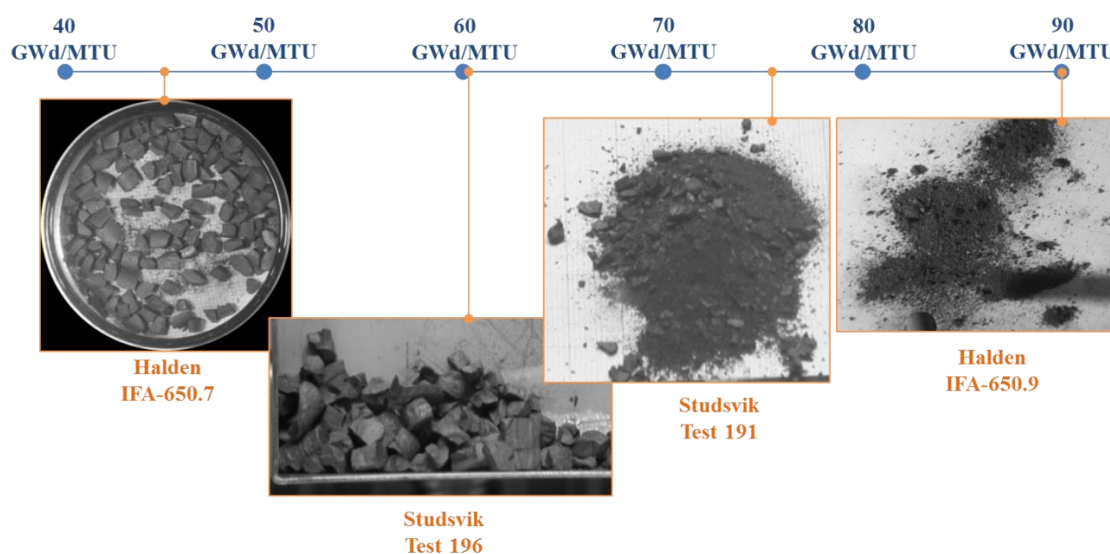 40
GWd/MTU
50
GWd/MTU
60
GWd/MTU
70
GWd/MTU
80
GWd/MTU
90
GWd/MTU
Halden
IFA-650.7
Studsvik
Test 196
Studsvik
Test 191
Halden
IFA-650.9